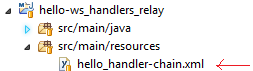 hello-ws_handlers_relay
src/main/java
src/main/resources
hello_handler-chain.xml